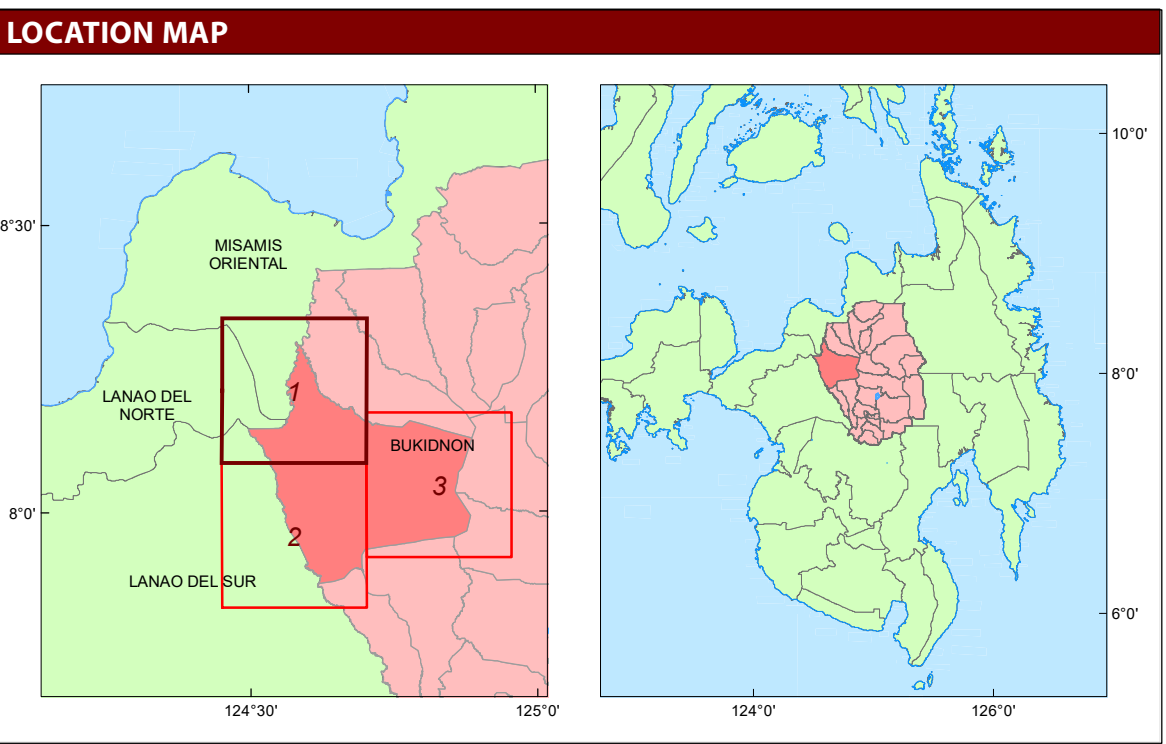 LOCATION MAP
8°30'
8°0'
MISAMIS
ORIENTAL
LANAO DEL
NORTE
1
BUKIDNON
3
2
LANAO DEL SUR
124°30'
125°0'
10°0'
8°0'
6°0'
124°0'
126°0'